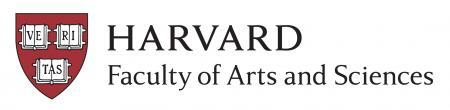 VE RI
TAS
HARVARD
Faculty of Arts and Sciences